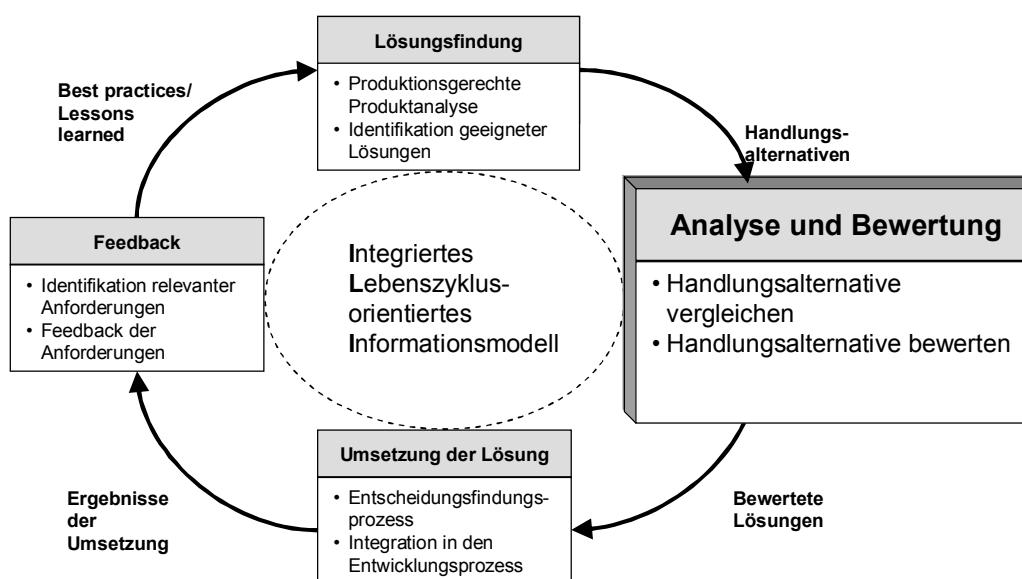 Lösungsfindung
• Produktionsgerechte
Produktanalyse
• Identifikation geeigneter
Lösungen
Best practices/
Lessons
learned
Handlungs-
alternativen
Analyse und Bewertung
• Handlungsalternative
vergleichen
• Handlungsalternative bewerten
Feedback
• Identifikation relevanter
Anforderungen
• Feedback der
Anforderungen
Integriertes
Lebenszyklus-
orientiertes
Informationsmodell
Umsetzung der Lösung
• Entscheidungsfindungs-
prozess
• Integration in den
Entwicklungsprozess
Ergebnisse
der
Umsetzung
Bewertete
Lösungen